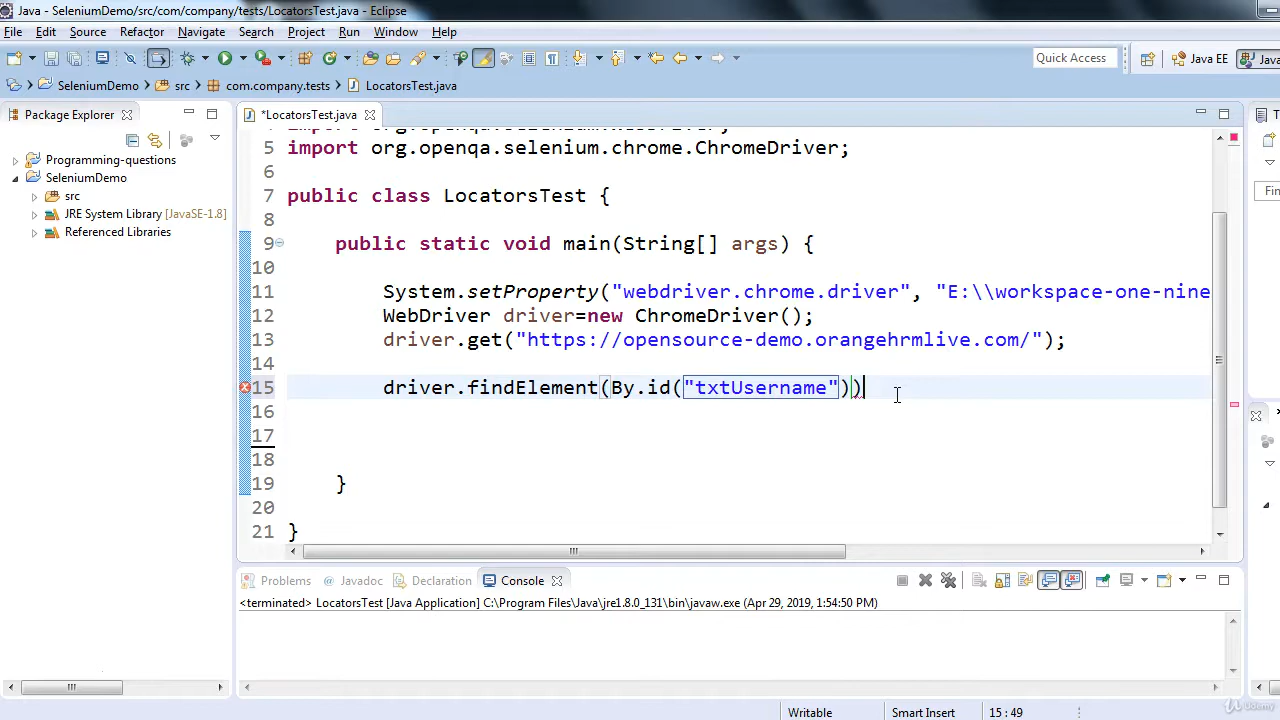 Java - SeleniumDemo/src/com/company/tests/LocatorsTest.java - Eclipse
File Edit Source Refactor Navigate Search Project Run Window Help
Quick Access Java EE Java
SeleniumDemo src com.company.tests LocatorsTest.java
Package Explorer
*LocatorsTest.java
Programming-questions
SeleniumDemo
src
JRE System Library [JavaSE-1.8]
Referenced Libraries
5 import org.openqa.selenium.chrome.ChromeDriver;
6
7 public class LocatorsTest {
8
9 public static void main(String[] args) {
10
11 System.setProperty("webdriver.chrome.driver", "E:\\workspace-one-nine
12 WebDriver driver=new ChromeDriver();
13 driver.get("https://opensource-demo.orangehrmlive.com/");
14
15 driver.findElement(By.id("txtUsername"))
16
17
18
19 }
20
21 }
Fin
Problems @ Javadoc Declaration Console
<terminated> LocatorsTest [Java Application] C:\Program Files\Java\jre1.8.0_131\bin\javaw.exe (Apr 29, 2019, 1:54:50 PM)
Writable Smart Insert 15 : 49
Udemy